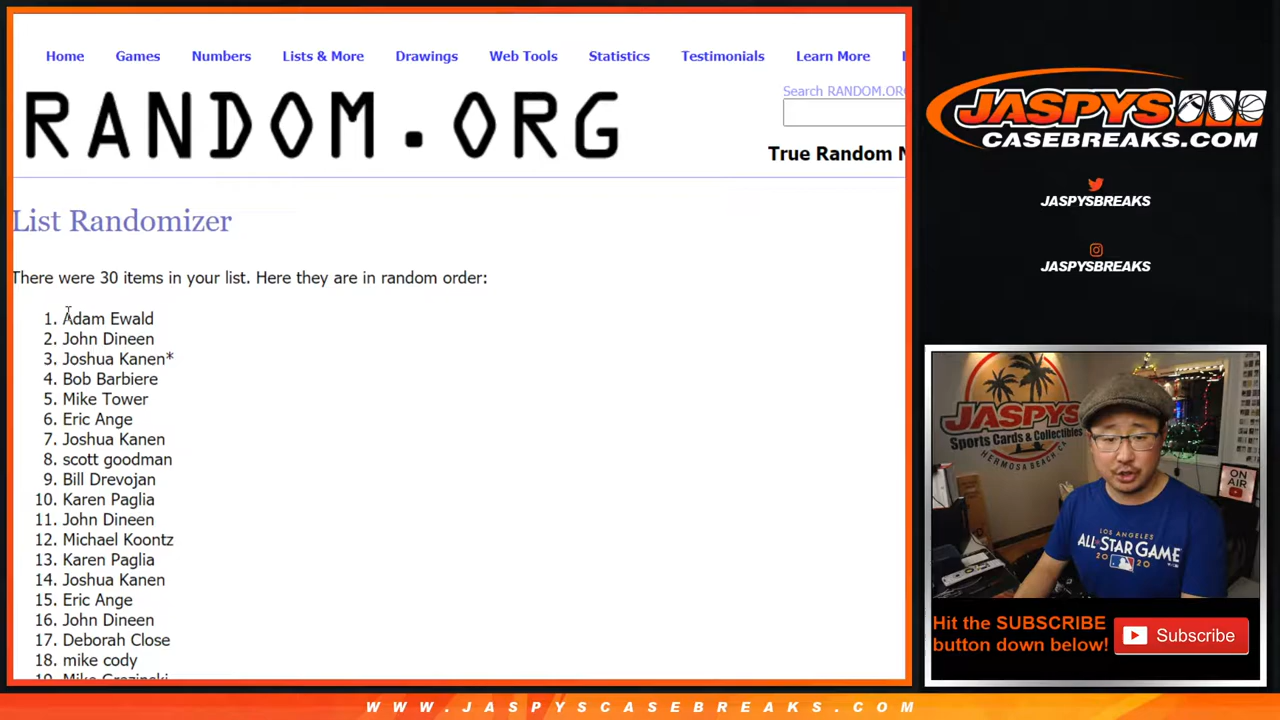 Home Games Numbers Lists & More Drawings Web Tools Statistics Testimonials Learn More
Search RANDOM.ORG
RANDOM.ORG
True Random N
List Randomizer
There were 30 items in your list. Here they are in random order:
1. Adam Ewald
2. John Dineen
3. Joshua Kanen*
4. Bob Barbiere
5. Mike Tower
6. Eric Ange
7. Joshua Kanen
8. scott goodman
9. Bill Drevojan
10. Karen Paglia
11. John Dineen
12. Michael Koontz
13. Karen Paglia
14. Joshua Kanen
15. Eric Ange
16. John Dineen
17. Deborah Close
18. mike cody
JASPYS
CASEBREAKS.COM
JASPYSBREAKS
JASPYSBREAKS
JASPYS
Sports Cards & Collectibles
HERMOSA BEACH, CA
ON AIR
LOS ANGELES
ALL-STAR GAME
2020
Hit the SUBSCRIBE
button down below!
Subscribe
WWW.JASPYSCASEBREAKS.COM